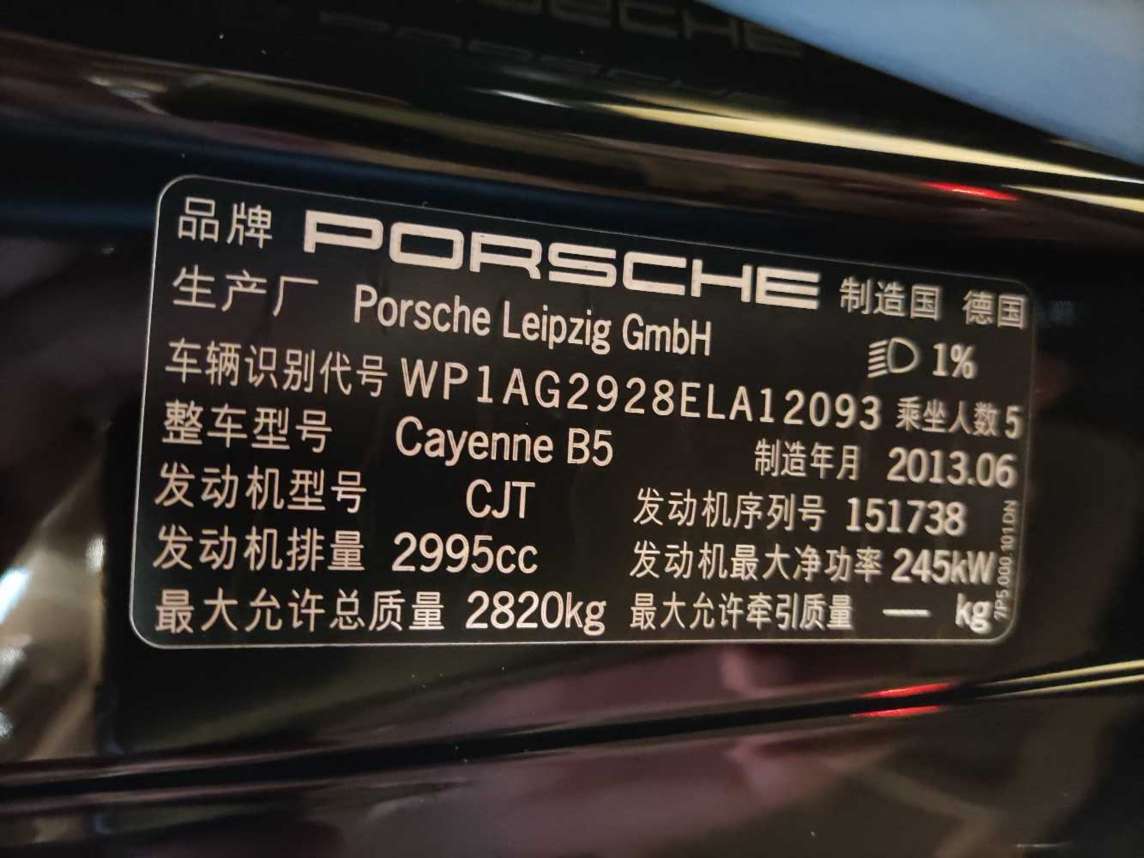 品牌 PORSCHE 制造国 德国
生产厂 Porsche Leipzig GmbH 1%
车辆识别代号 WP1AG2928ELA12093 乘坐人数 5
整车型号 Cayenne B5 制造年月 2013.06
发动机型号 CJT 发动机序列号 151738
发动机排量 2995cc 发动机最大净功率 245kW
最大允许总质量 2820kg 最大允许牵引质量 — kg
7P5.000.101.DN